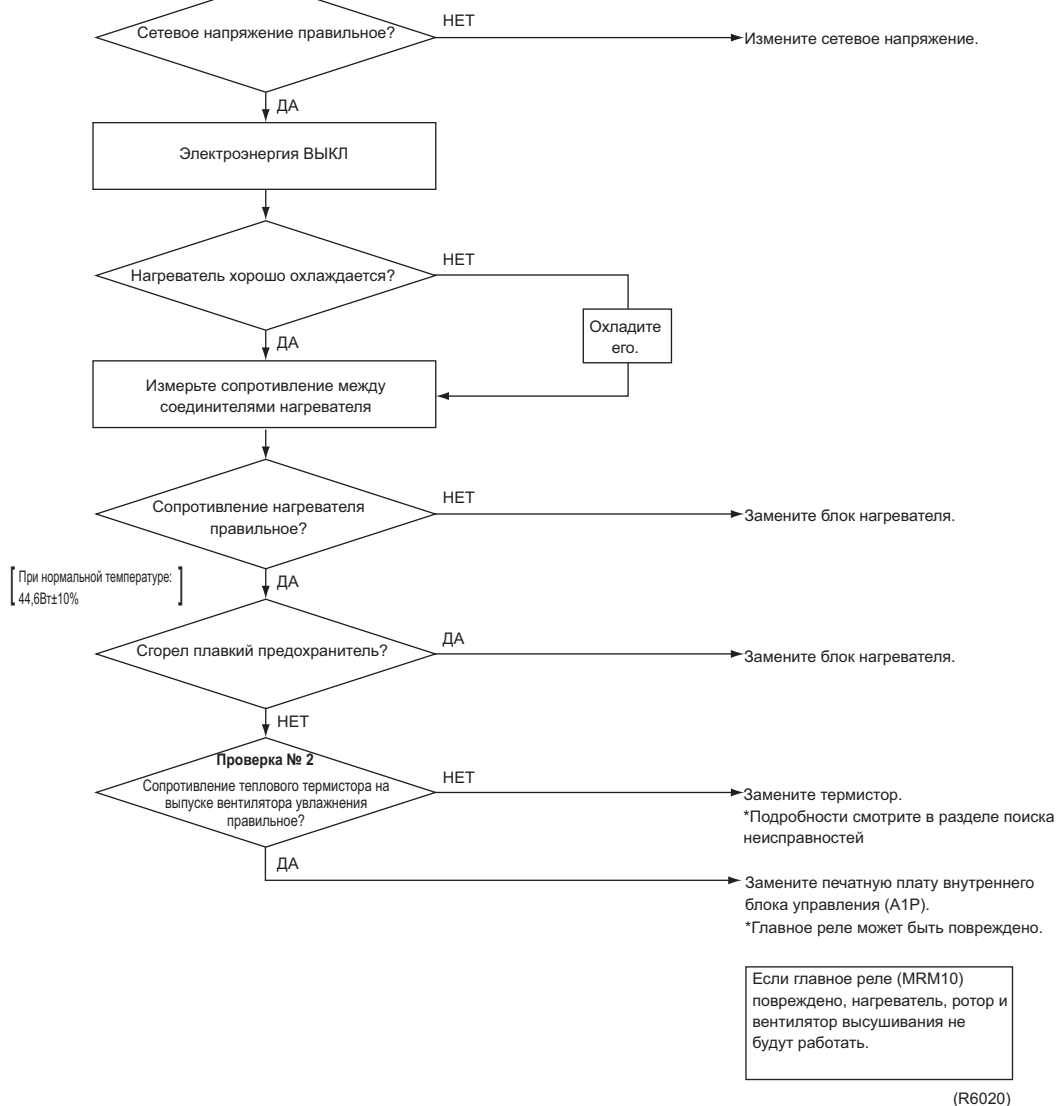 НЕТ
Сетевое напряжение правильное?
Измените сетевое напряжение.
ДА
Электроэнергия ВЫКЛ
НЕТ
Нагреватель хорошо охлаждается?
Охладите
его.
ДА
Измерьте сопротивление между
соединителями нагревателя
НЕТ
Сопротивление нагревателя
правильное?
Замените блок нагревателя.
При нормальной температуре:
44,6Вт±10%
ДА
ДА
Сгорел плавкий предохранитель?
Замените блок нагревателя.
НЕТ
Проверка № 2
НЕТ
Сопротивление теплового термистора на
выпуске вентилятора увлажнения
правильное?
Замените термистор.
*Подробности смотрите в разделе поиска
неисправностей
ДА
Замените печатную плату внутреннего
блока управления (A1P).
*Главное реле может быть повреждено.
Если главное реле (MRM10)
повреждено, нагреватель, ротор и
вентилятор высушивания не
будут работать.
(R6020)